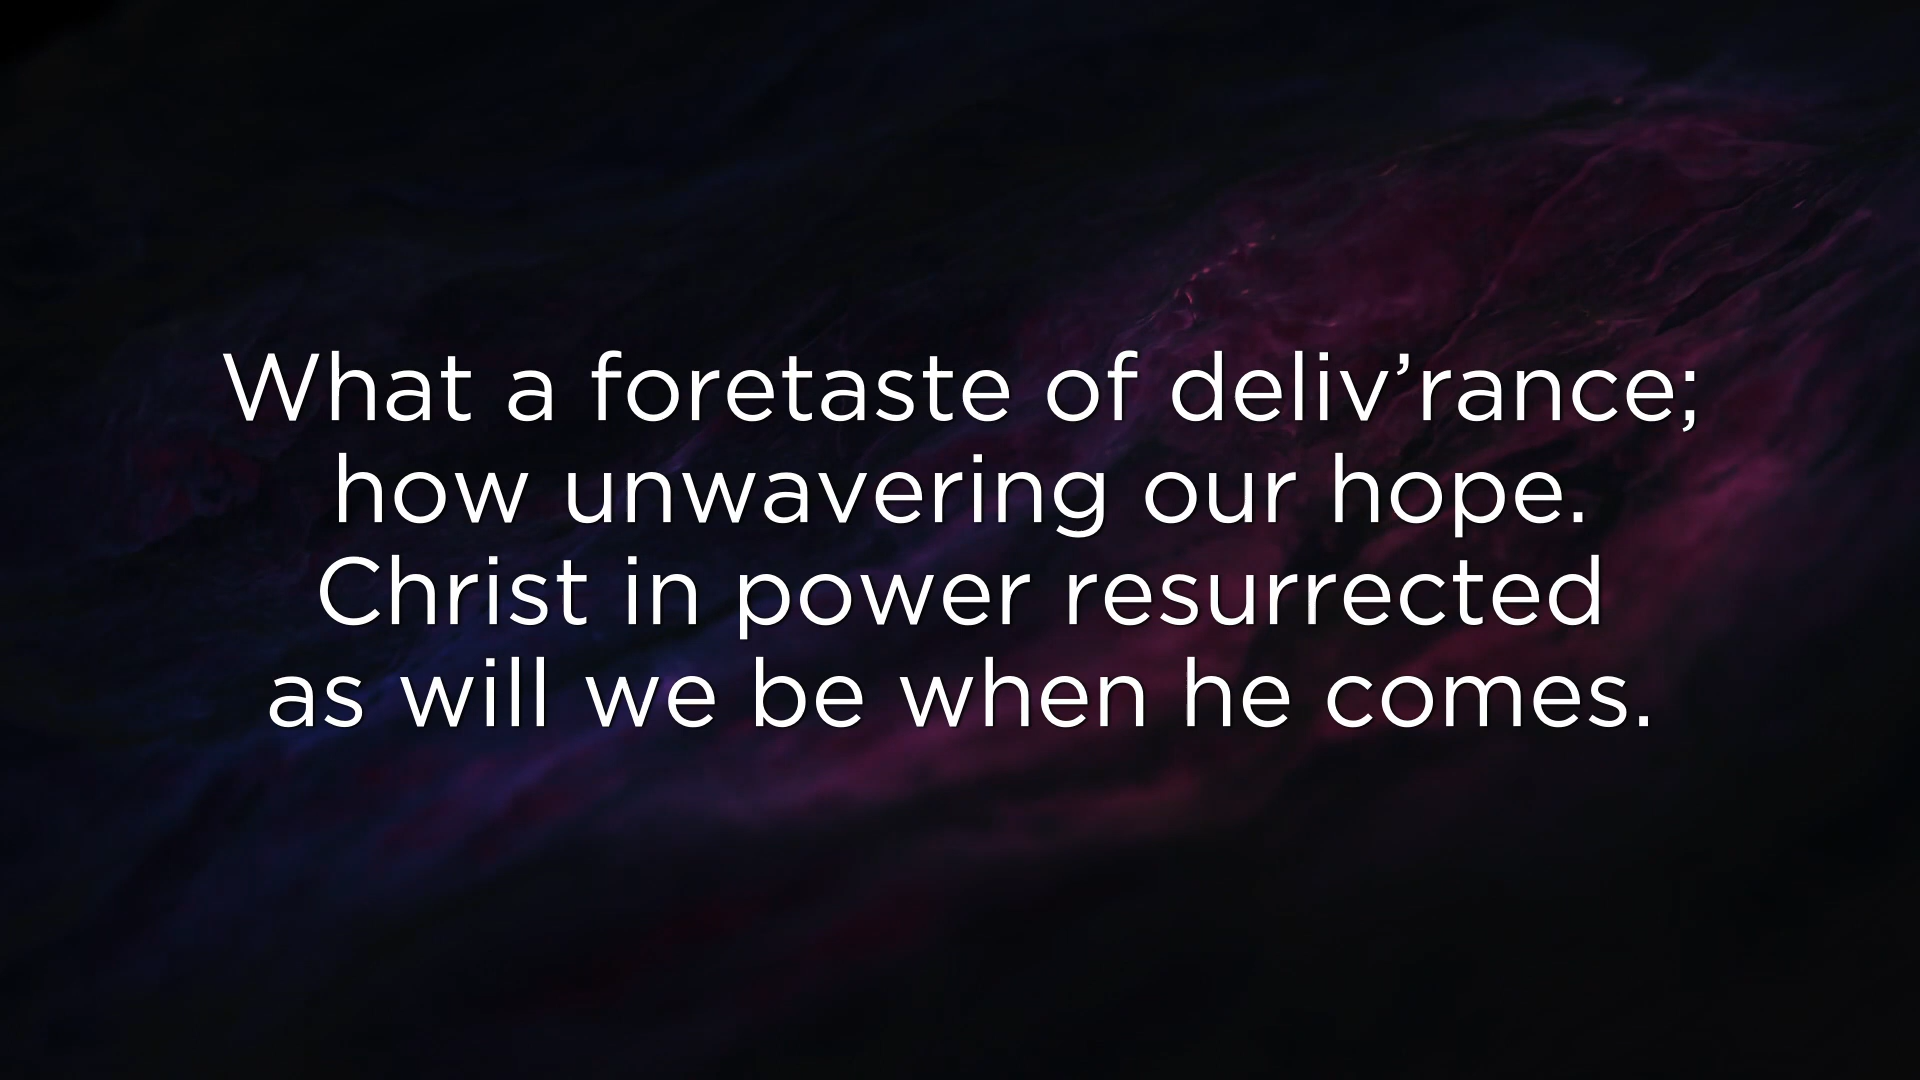 What a foretaste of deliv’rance;
how unwavering our hope.
Christ in power resurrected
as will we be when he comes.